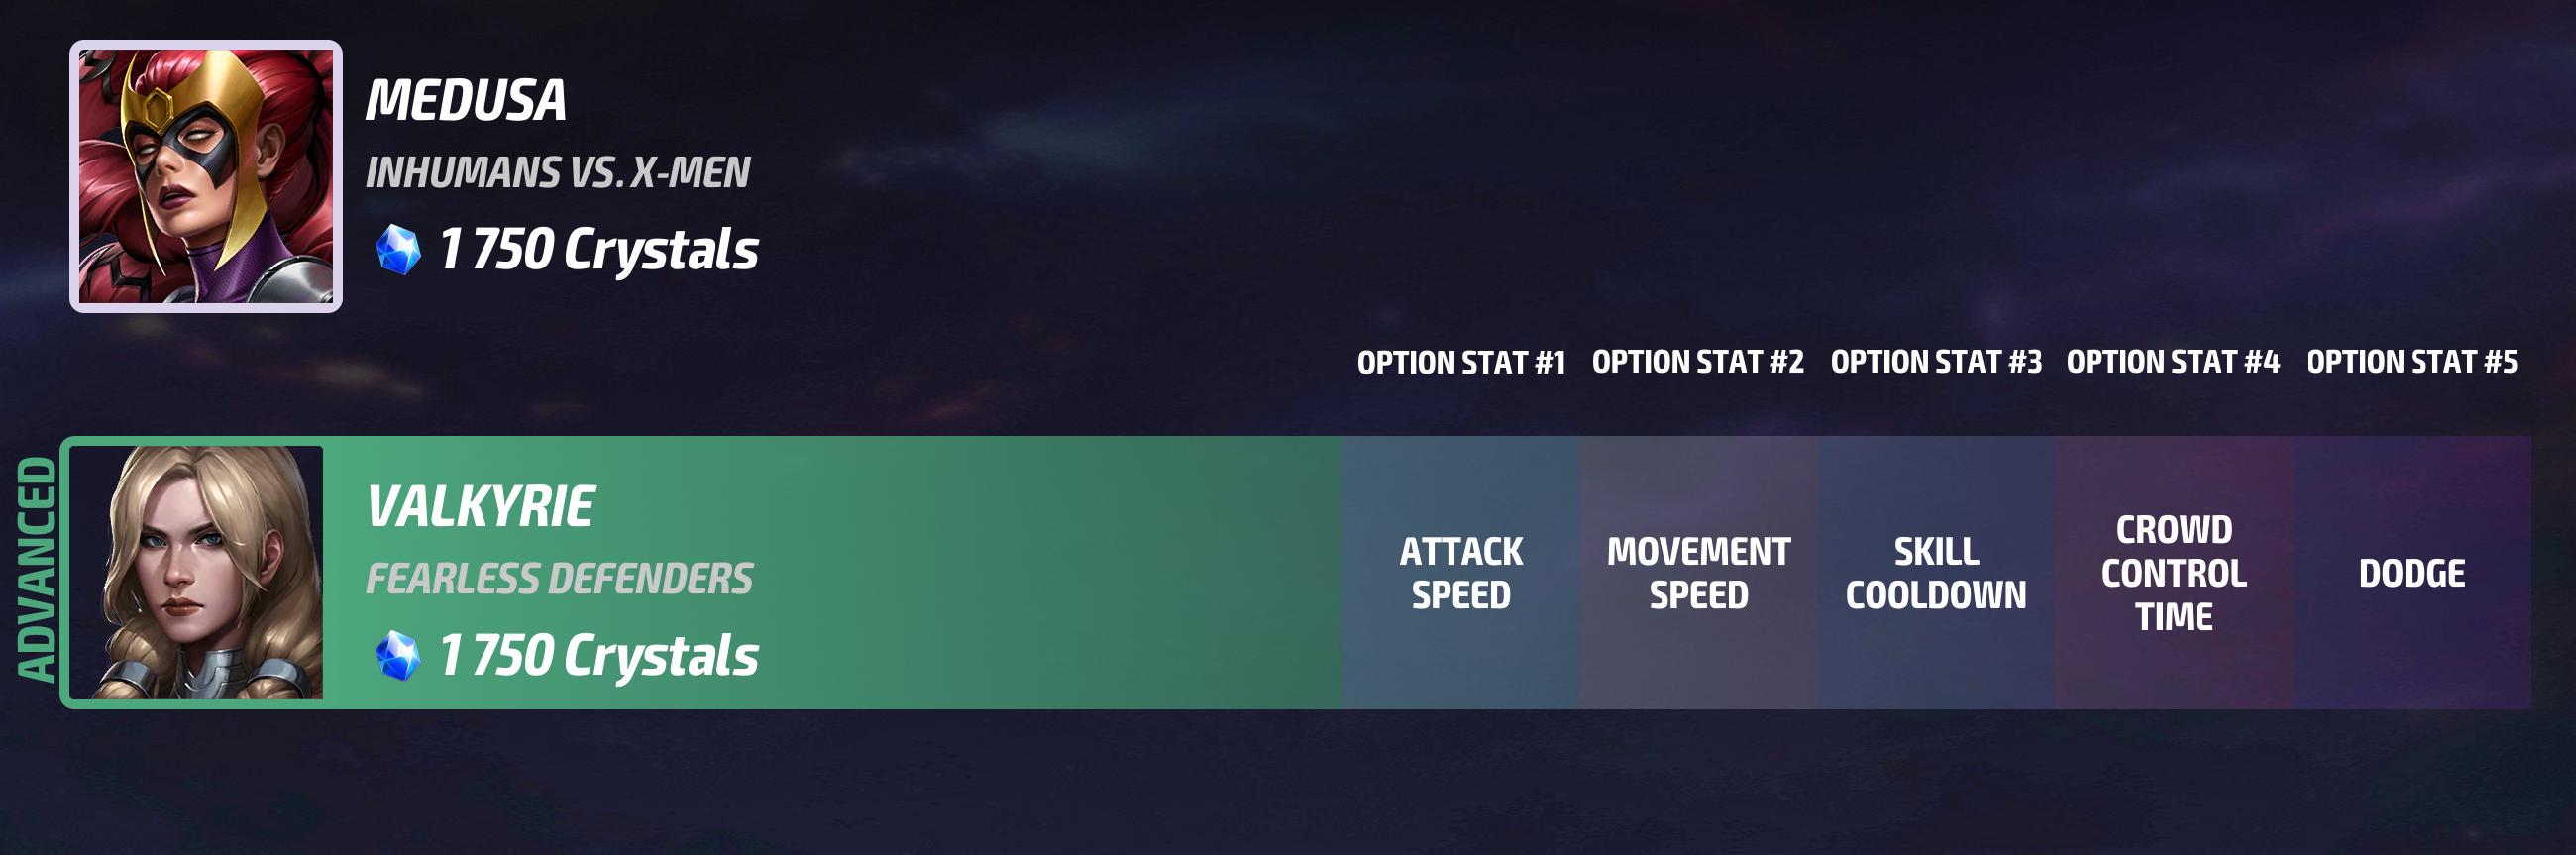 MEDUSA
INHUMANS VS. X-MEN
1 750 Crystals
OPTION STAT #1
OPTION STAT #2
OPTION STAT #3
OPTION STAT #4
OPTION STAT #5
ADVANCED
VALKYRIE
FEARLESS DEFENDERS
1 750 Crystals
ATTACK
SPEED
MOVEMENT
SPEED
SKILL
COOLDOWN
CROWD
CONTROL
TIME
DODGE